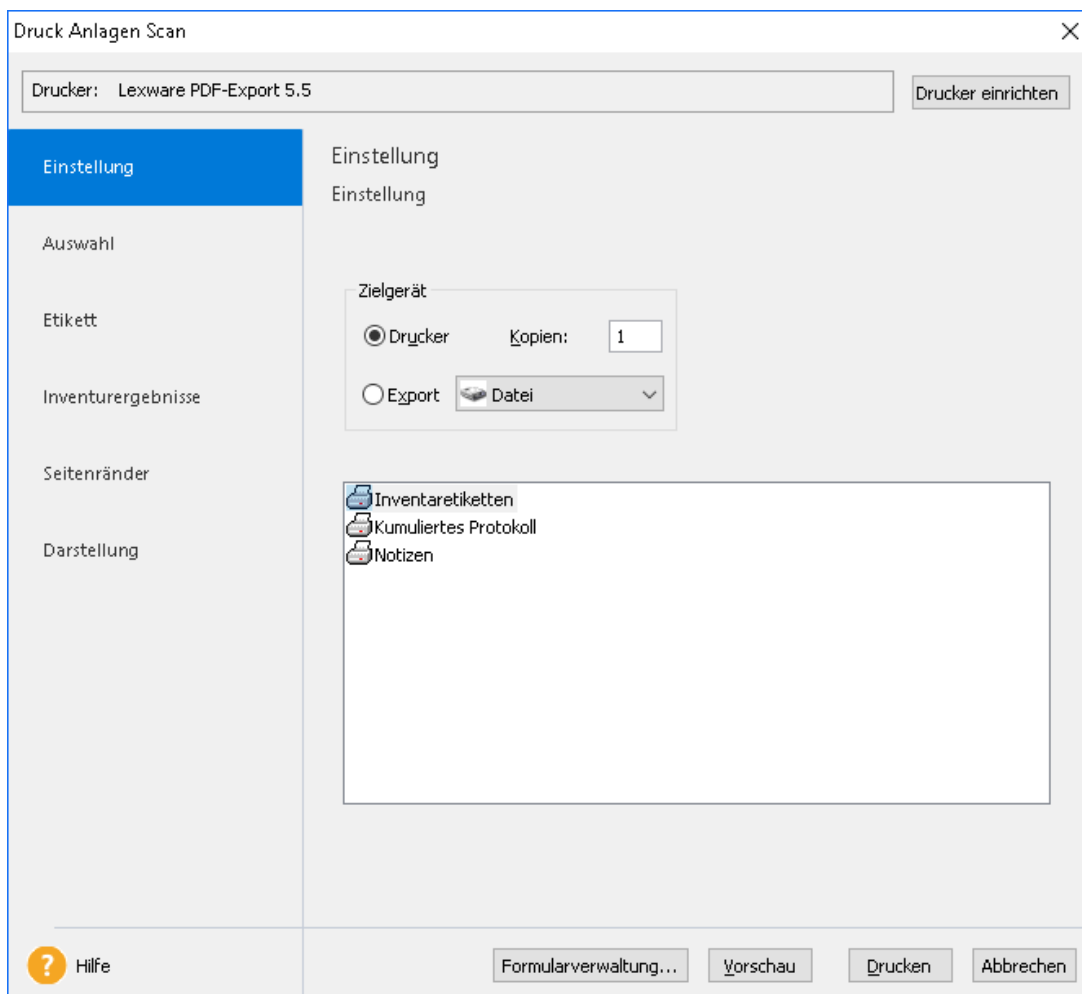 Druck Anlagen Scan
Drucker: Lexware PDF-Export 5.5
Drucker einrichten
Einstellung
Auswahl
Etikett
Inventurergebnisse
Seitenränder
Darstellung
Einstellung
Einstellung
Zielgerät
Drucker Kopien: 1
Export Datei
Inventaretiketten
Kumuliertes Protokoll
Notizen
? Hilfe
Formularverwaltung...
Vorschau
Drucken
Abbrechen